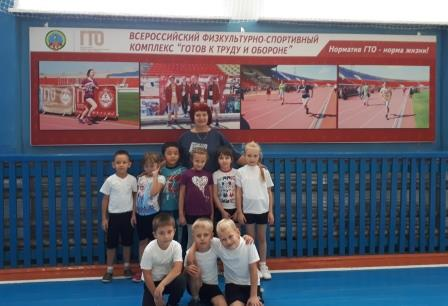 ГТО
ВСЕРОССИЙСКИЙ ФИЗКУЛЬТУРНО-СПОРТИВНЫЙ
КОМПЛЕКС "ГОТОВ К ТРУДУ И ОБОРОНЕ"
Норматив ГТО - норма жизни!